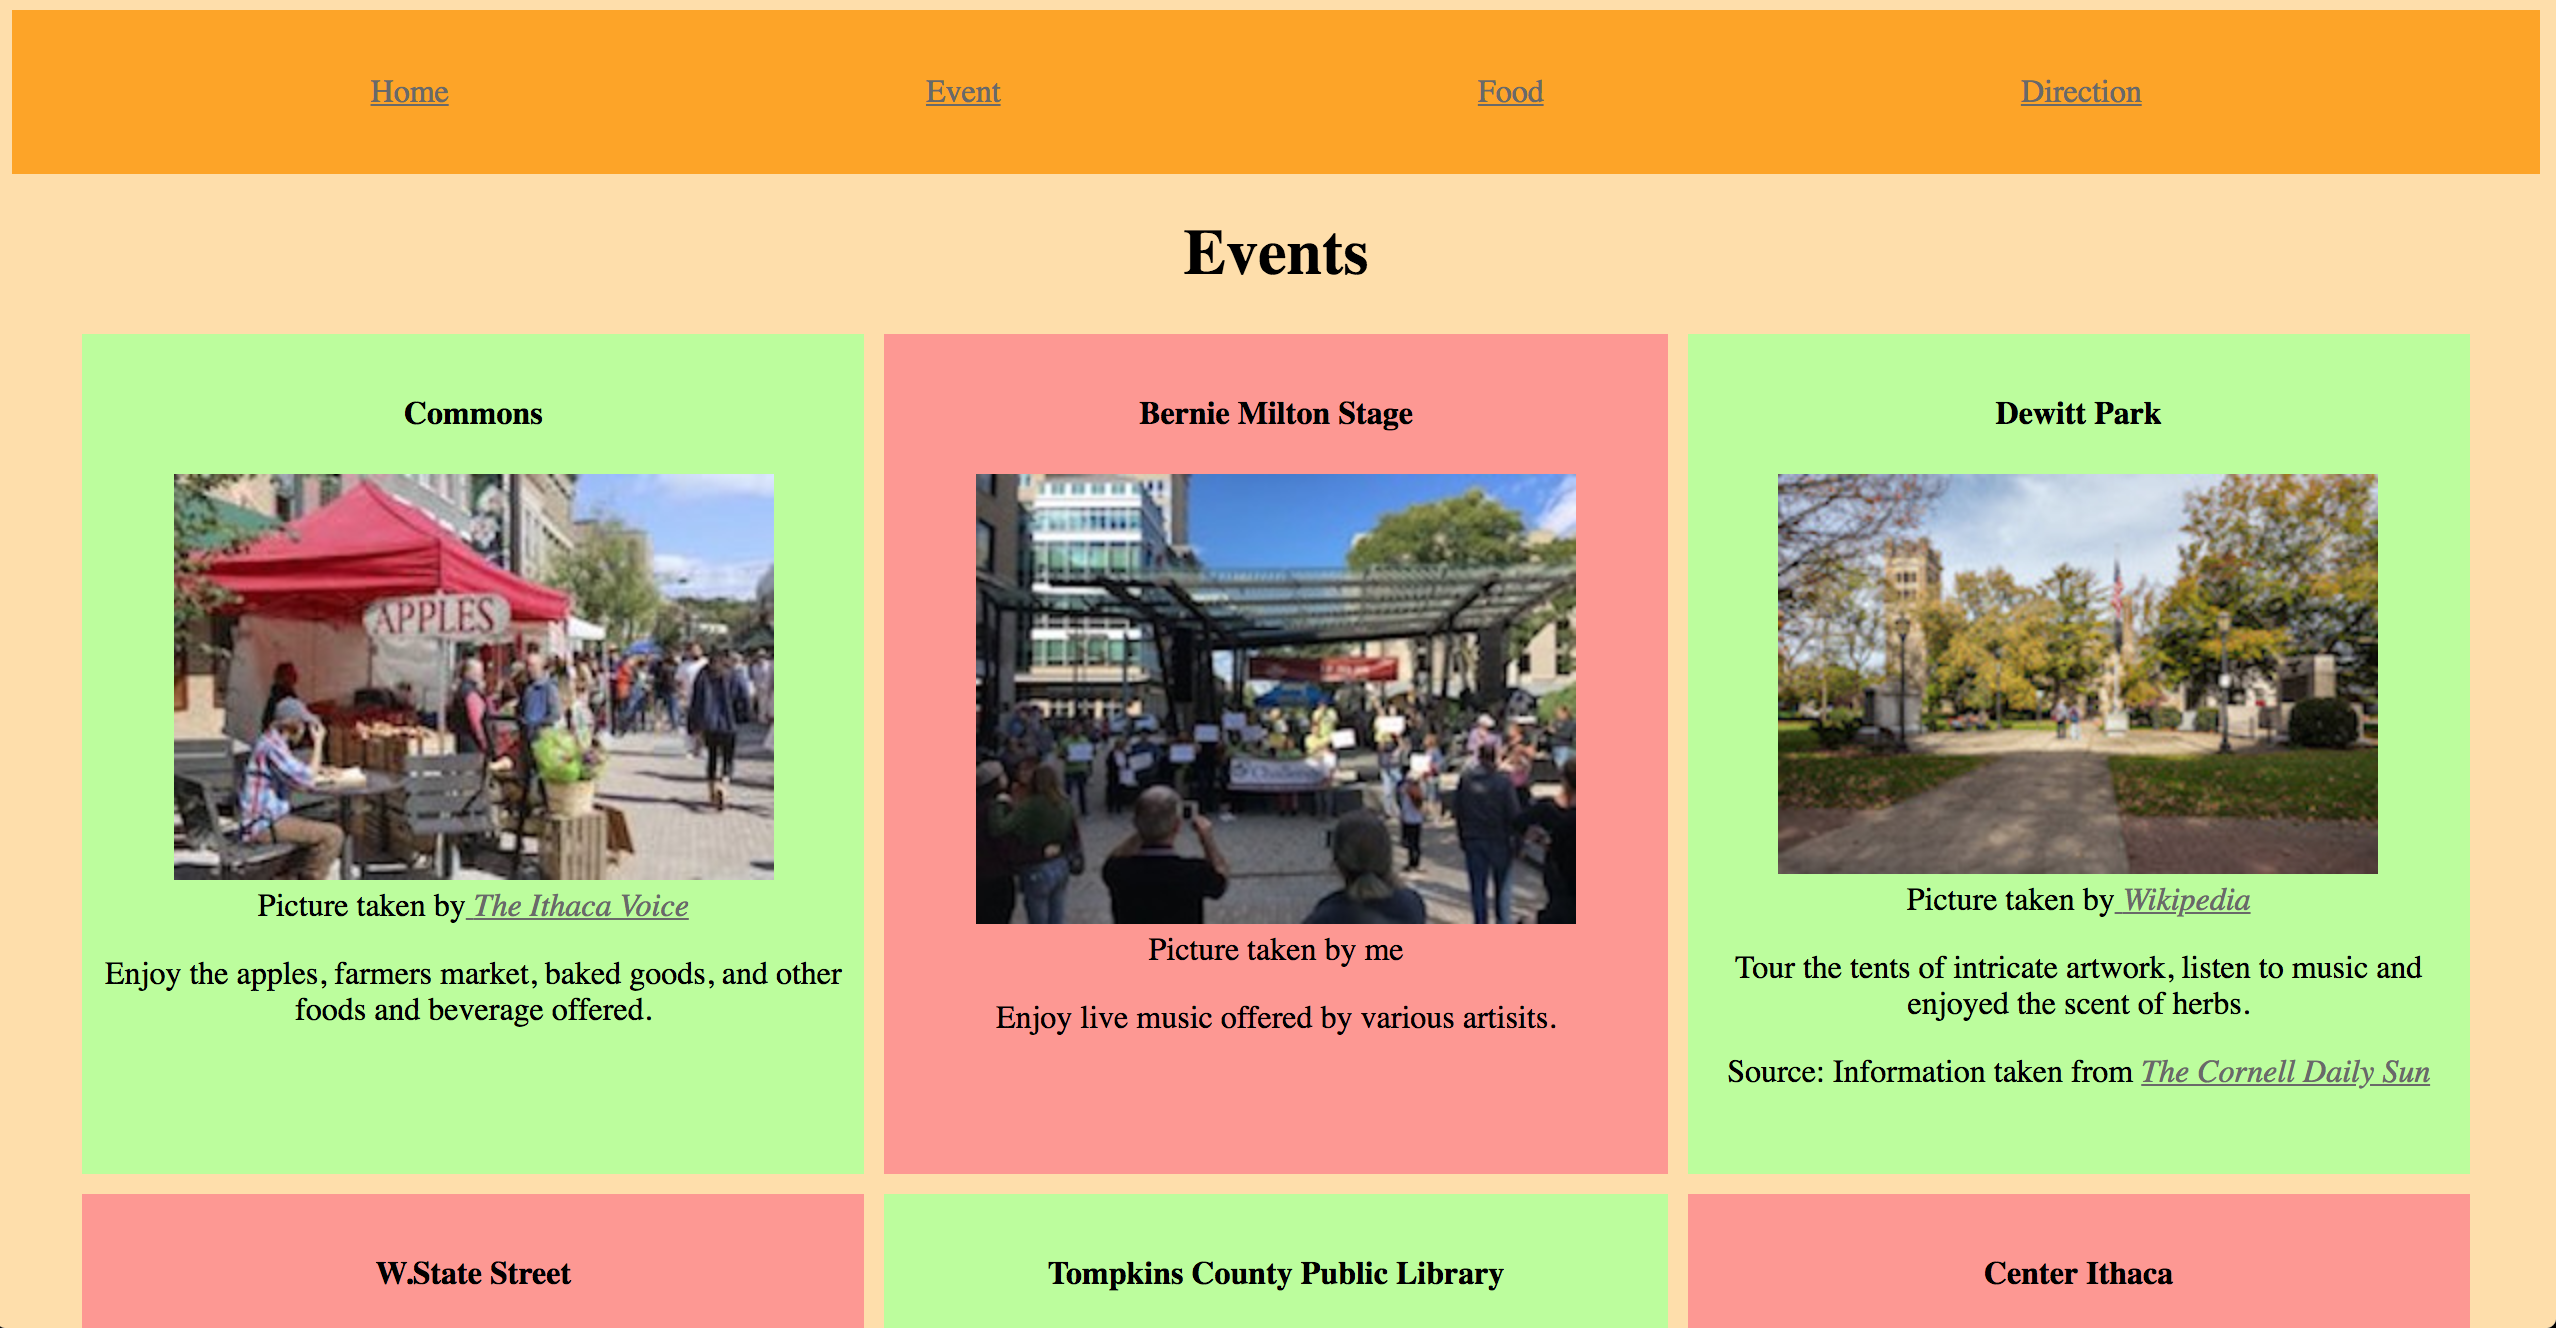 Home Event Food Direction
Events
Commons
APPLES
Picture taken by The Ithaca Voice
Enjoy the apples, farmers market, baked goods, and other
foods and beverage offered.
Bernie Milton Stage
Picture taken by me
Enjoy live music offered by various artisits.
Dewitt Park
Picture taken by Wikipedia
Tour the tents of intricate artwork, listen to music and
enjoyed the scent of herbs.
Source: Information taken from The Cornell Daily Sun
W.State Street
Tompkins County Public Library
Center Ithaca